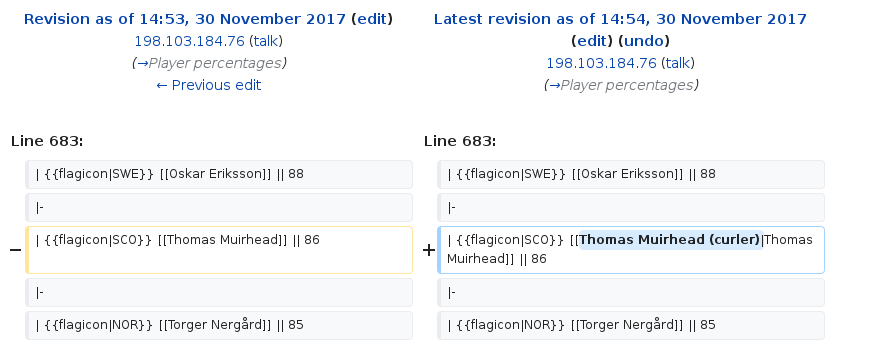 Revision as of 14:53, 30 November 2017 (edit)
198.103.184.76 (talk)
(→Player percentages)
← Previous edit
Latest revision as of 14:54, 30 November 2017
(edit) (undo)
198.103.184.76 (talk)
(→Player percentages)
Line 683:
Line 683:
| {{flagicon|SWE}} [[Oskar Eriksson]] || 88
| {{flagicon|SWE}} [[Oskar Eriksson]] || 88
|-
|-
− | {{flagicon|SCO}} [[Thomas Muirhead]] || 86
+ | {{flagicon|SCO}} [[Thomas Muirhead (curler)|Thomas
Muirhead]] || 86
|-
|-
| {{flagicon|NOR}} [[Torger Nergård]] || 85
| {{flagicon|NOR}} [[Torger Nergård]] || 85